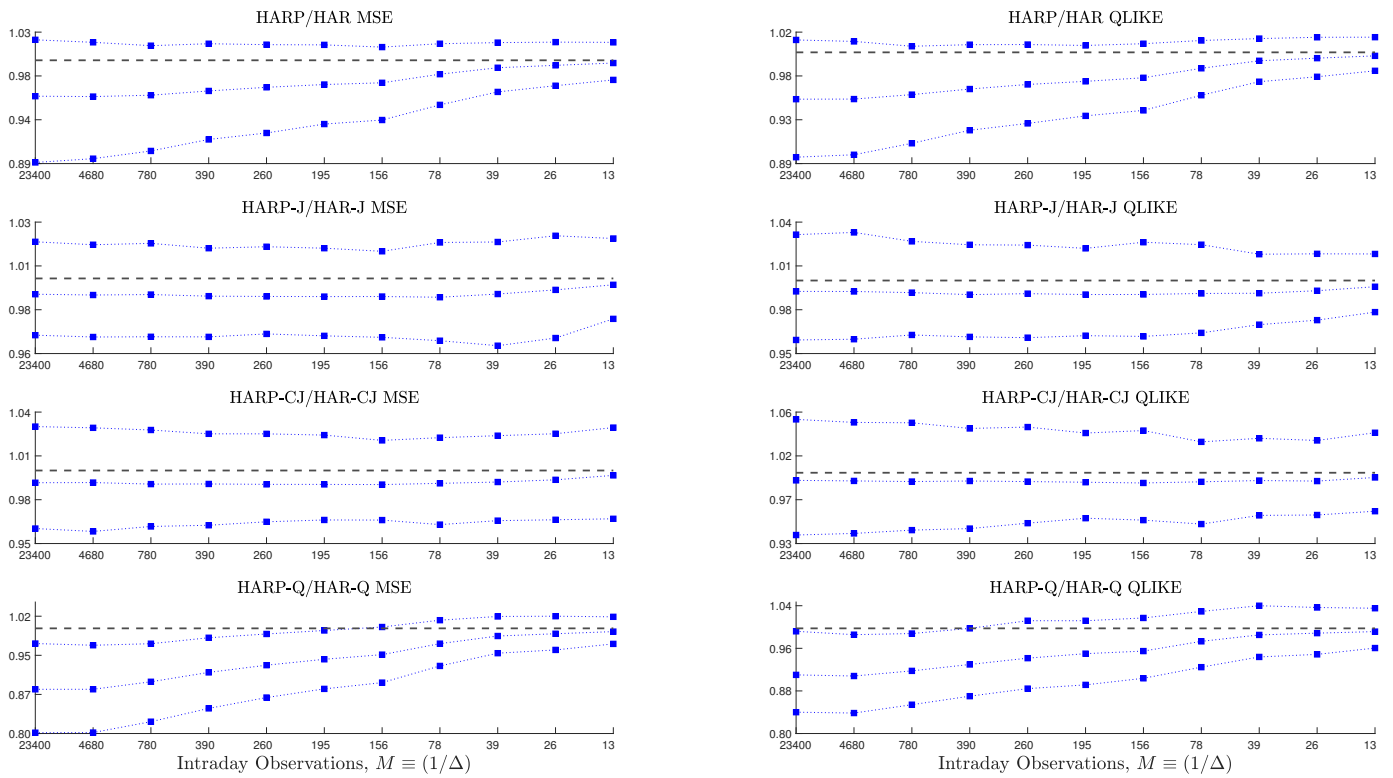 HARP/HAR MSE
1.03
0.98
0.94
0.89
23400 4680 780 390 260 195 156 78 39 26 13
HARP/HAR QLIKE
1.02
0.98
0.93
0.89
23400 4680 780 390 260 195 156 78 39 26 13
HARP-J/HAR-J MSE
1.03
1.01
0.98
0.96
23400 4680 780 390 260 195 156 78 39 26 13
HARP-J/HAR-J QLIKE
1.04
1.01
0.98
0.95
23400 4680 780 390 260 195 156 78 39 26 13
HARP-CJ/HAR-CJ MSE
1.04
1.00
0.98
0.95
23400 4680 780 390 260 195 156 78 39 26 13
HARP-CJ/HAR-CJ QLIKE
1.06
1.02
0.97
0.93
23400 4680 780 390 260 195 156 78 39 26 13
HARP-Q/HAR-Q MSE
1.02
0.95
0.87
0.80
23400 4680 780 390 260 195 156 78 39 26 13
Intraday Observations, M ≡ (1/Δ)
HARP-Q/HAR-Q QLIKE
1.04
0.96
0.88
0.80
23400 4680 780 390 260 195 156 78 39 26 13
Intraday Observations, M ≡ (1/Δ)